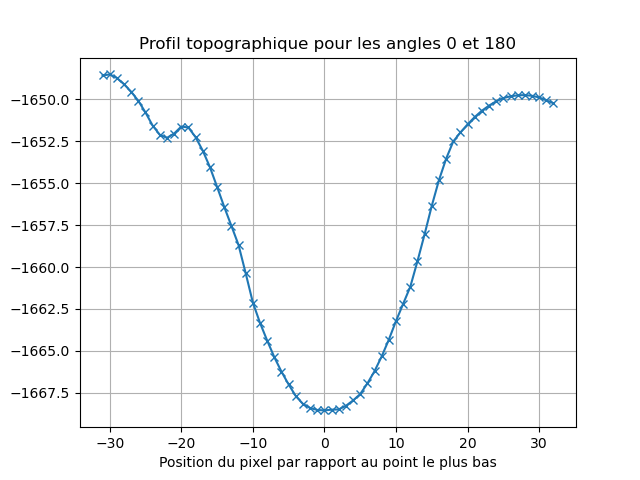 Profil topographique pour les angles 0 et 180
−1650.0
−1652.5
−1655.0
−1657.5
−1660.0
−1662.5
−1665.0
−1667.5
−30 −20 −10 0 10 20 30
Position du pixel par rapport au point le plus bas